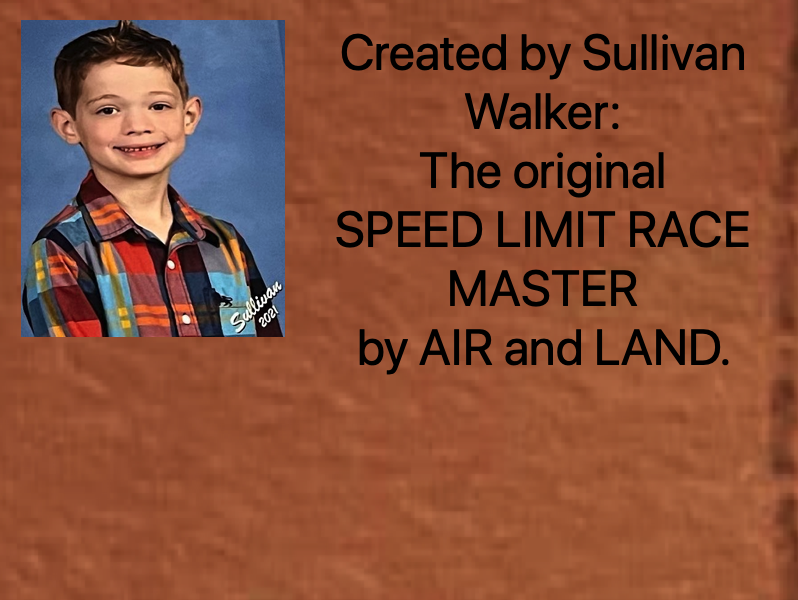 Created by Sullivan
Walker:
The original
SPEED LIMIT RACE
MASTER
by AIR and LAND.
Sullivan
2021